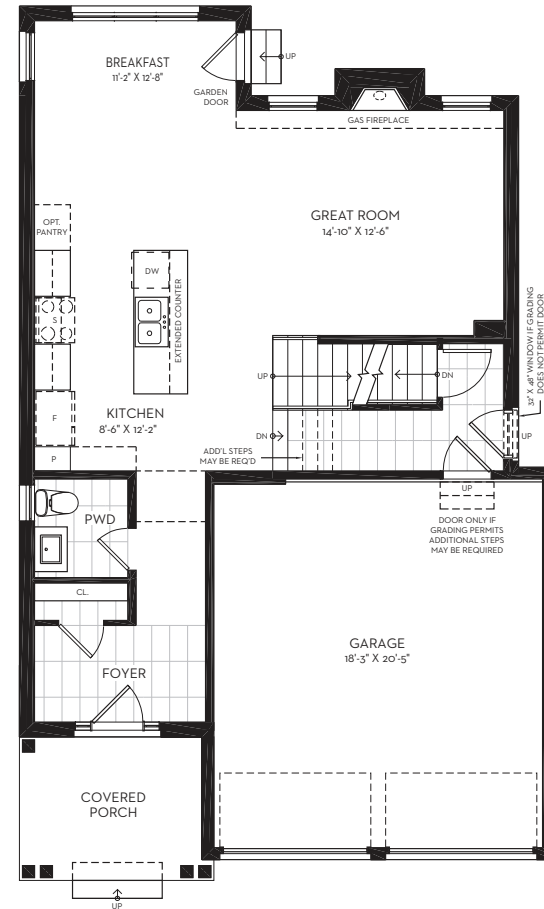 BREAKFAST
11'-2" X 12'-8"
UP
GARDEN
DOOR
GAS FIREPLACE
OPT.
PANTRY
GREAT ROOM
14'-10" X 12'-6"
DW
EXTENDED COUNTER
S
32" X 48" WINDOW IF GRADING
DOES NOT PERMIT DOOR
UP
DN
F
KITCHEN
8'-6" X 12'-2"
DN
UP
P
ADD'L STEPS
MAY BE REQ'D
UP
PWD
DOOR ONLY IF
GRADING PERMITS
ADDITIONAL STEPS
MAY BE REQUIRED
CL.
FOYER
GARAGE
18'-3" X 20'-5"
COVERED
PORCH
UP